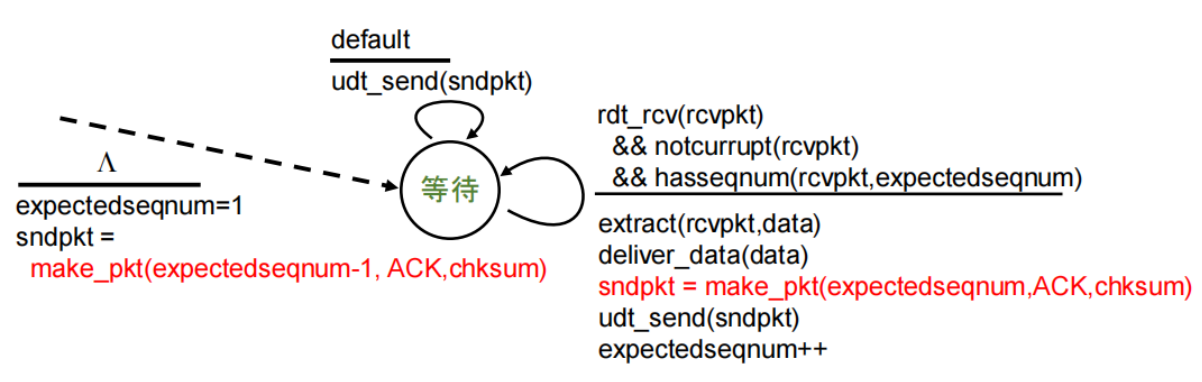 default
udt_send(sndpkt)
Λ
expectedseqnum=1
sndpkt =
make_pkt(expectedseqnum-1, ACK,chksum)
等待
rdt_rcv(rcvpkt)
&& notcurrupt(rcvpkt)
&& hasseqnum(rcvpkt,expectedseqnum)
extract(rcvpkt,data)
deliver_data(data)
sndpkt = make_pkt(expectedseqnum,ACK,chksum)
udt_send(sndpkt)
expectedseqnum++